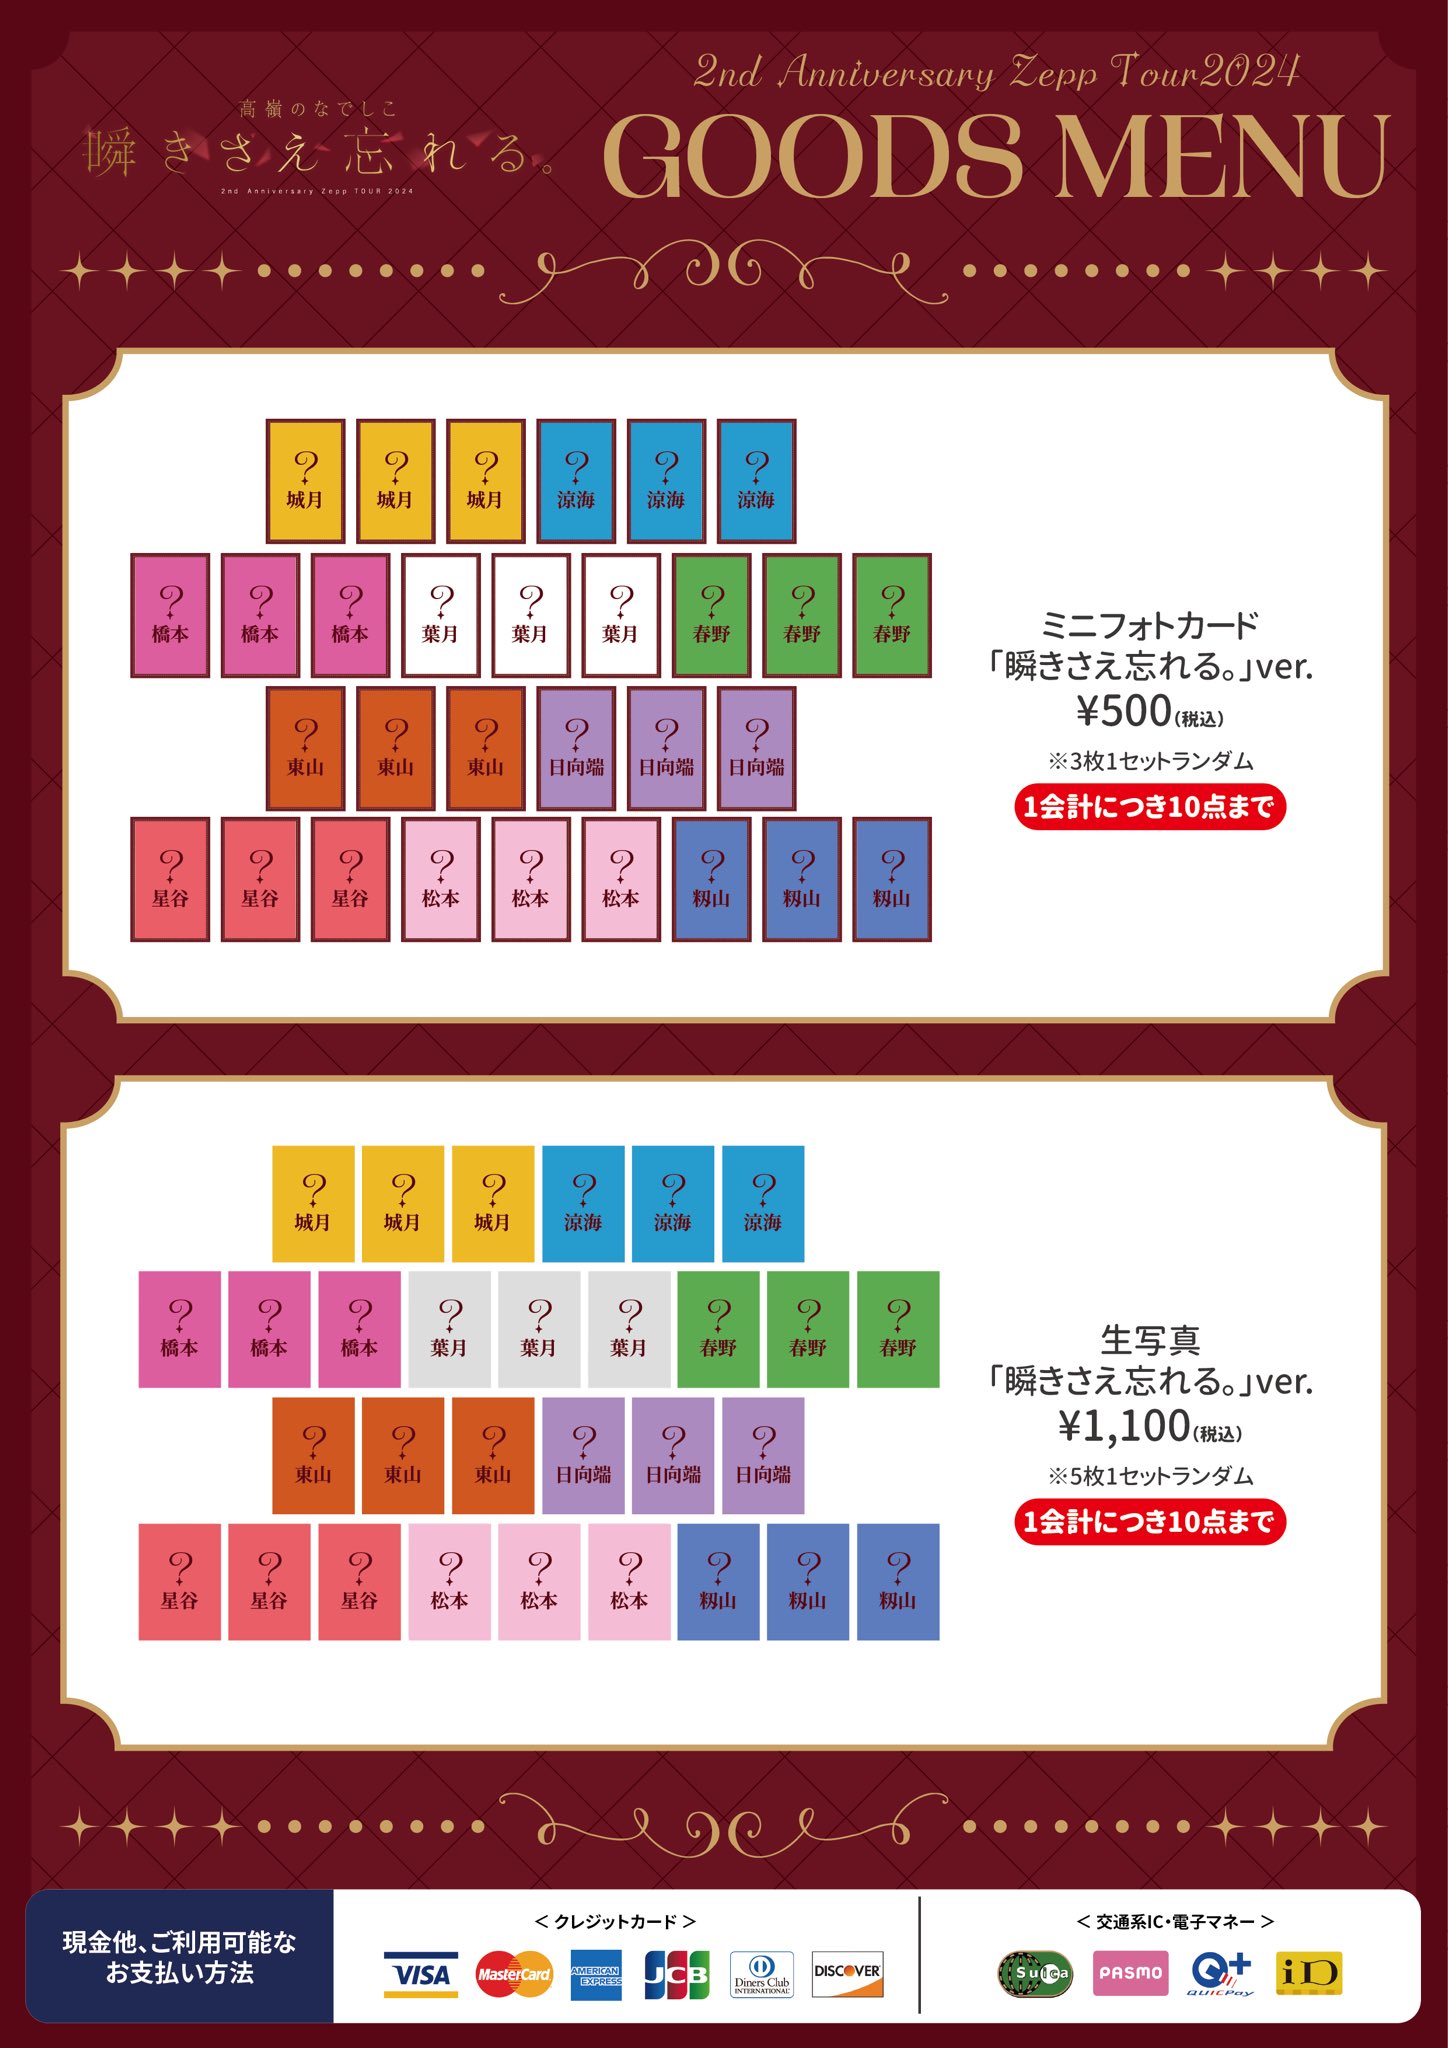 高嶺のなでしこ
瞬きさえ忘れる。
2nd Anniversary Zepp TOUR 2024
2nd Anniversary Zepp Tour2024
GOODS MENU
? ? ? ? ? ?
城月 城月 城月 涼海 涼海 涼海
? ? ? ? ? ? ? ? ?
橋本 橋本 橋本 葉月 葉月 葉月 春野 春野 春野
? ? ? ? ? ?
東山 東山 東山 日向端 日向端 日向端
? ? ? ? ? ? ? ? ?
星谷 星谷 星谷 松本 松本 松本 籾山 籾山 籾山
ミニフォトカード
「瞬きさえ忘れる。」ver.
¥500(税込)
※3枚1セットランダム
1会計につき10点まで
? ? ? ? ? ?
城月 城月 城月 涼海 涼海 涼海
? ? ? ? ? ? ? ? ?
橋本 橋本 橋本 葉月 葉月 葉月 春野 春野 春野
? ? ? ? ? ?
東山 東山 東山 日向端 日向端 日向端
? ? ? ? ? ? ? ? ?
星谷 星谷 星谷 松本 松本 松本 籾山 籾山 籾山
生写真
「瞬きさえ忘れる。」ver.
¥1,100(税込)
※5枚1セットランダム
1会計につき10点まで
現金他、ご利用可能な
お支払い方法
＜ クレジットカード ＞
VISA
MasterCard
AMERICAN
EXPRESS
JCB
Diners Club
INTERNATIONAL
DISCOVER
＜ 交通系IC・電子マネー ＞
Suica
PASMO
Q+
QUICPay
iD